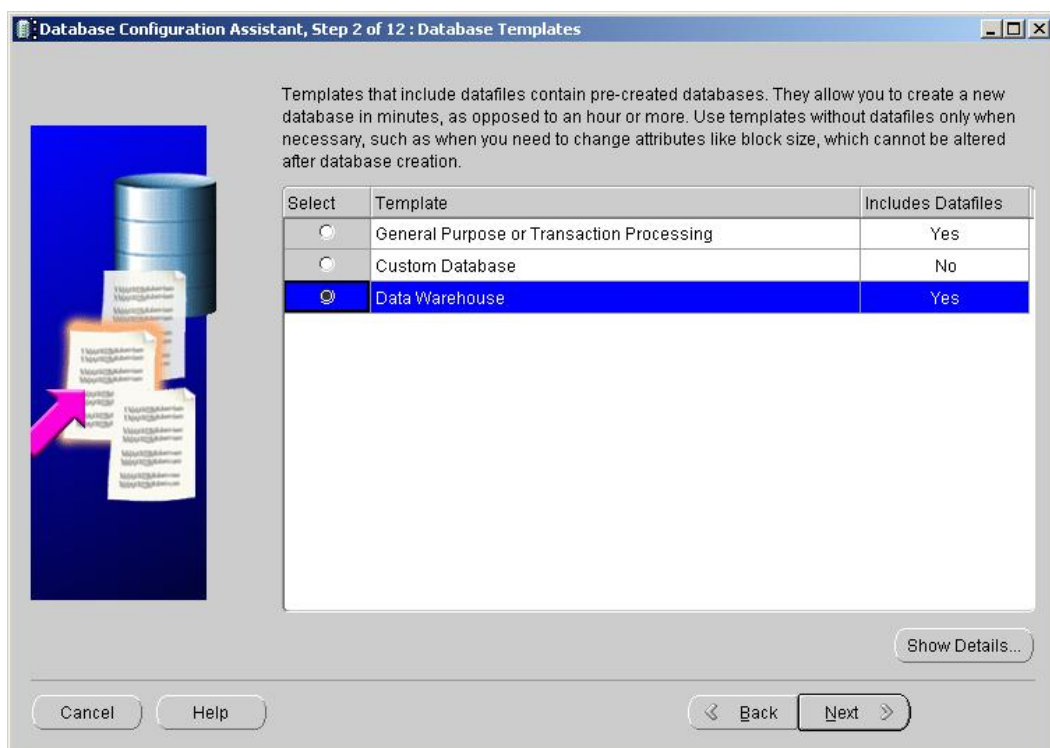 Database Configuration Assistant, Step 2 of 12 : Database Templates
Templates that include datafiles contain pre-created databases. They allow you to create a new
database in minutes, as opposed to an hour or more. Use templates without datafiles only when
necessary, such as when you need to change attributes like block size, which cannot be altered
after database creation.
Select Template Includes Datafiles
General Purpose or Transaction Processing Yes
Custom Database No
Data Warehouse Yes
Show Details...
Cancel Help Back Next